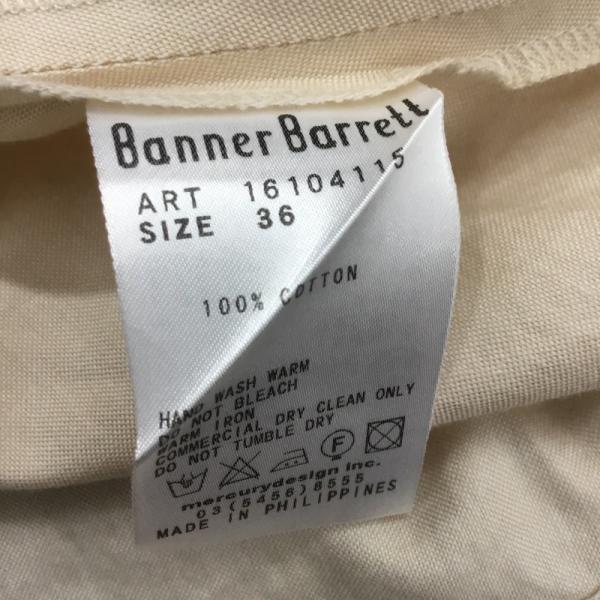 BannerBarrett
ART 16104115
SIZE 36
100% COTTON
HAND WASH WARM
DO NOT BLEACH
WARM IRON
COMMERCIAL DRY CLEAN ONLY
DO NOT TUMBLE DRY
F
mercurydesign inc.
03(5456)8555
MADE IN PHILIPPINES